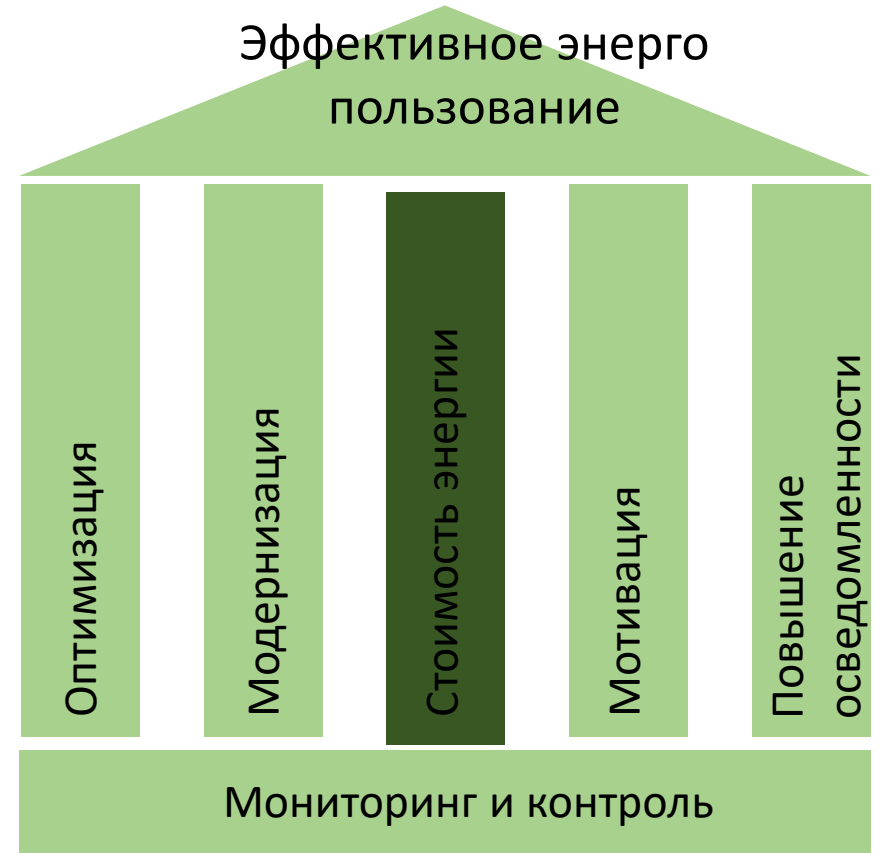 Эффективное энерго
пользование
Оптимизация
Модернизация
Стоимость энергии
Мотивация
Повышение
осведомленности
Мониторинг и контроль